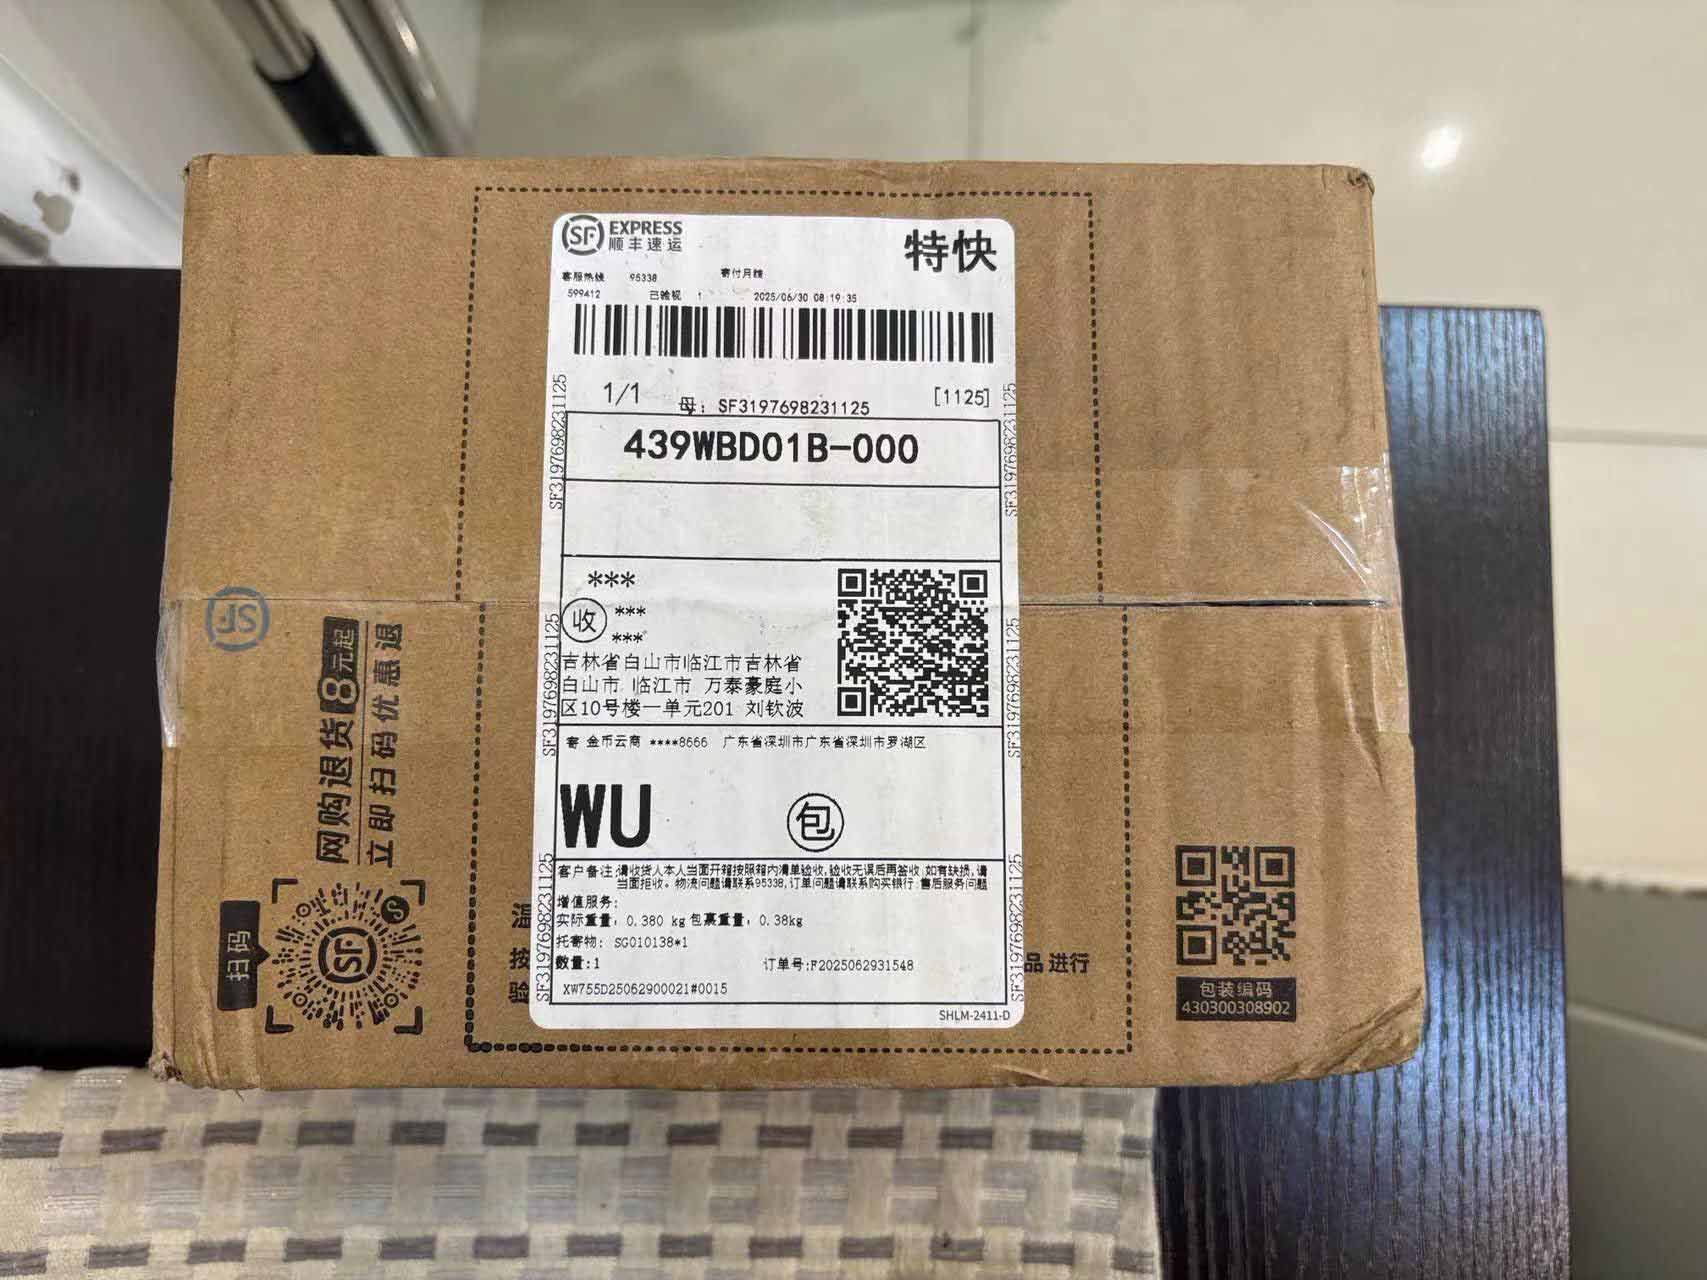 SF EXPRESS
顺丰速运
特快
客服热线 95338 寄付月结
599412 已验视 1 2025/06/30 08:19:35
1/1 母: SF3197698231125 [1125]
439WBD01B-000
SF3197698231125
SF3197698231125
SF3197698231125
SF3197698231125
SF3197698231125
SF3197698231125
***
收 ***
***
吉林省白山市临江市吉林省
白山市 临江市 万泰豪庭小
区10号楼一单元201 刘钦波
寄 金币云商 ****8666 广东省深圳市广东省深圳市罗湖区
WU 包
客户备注:请收货人本人当面开箱按照箱内清单验收,验收无误后再签收 如有缺损,请
当面拒收。物流问题请联系95338,订单问题请联系购买银行 售后服务问题
增值服务:
实际重量: 0.380 kg 包裹重量: 0.38kg
托寄物: SG010138*1
数量:1 订单号:F2025062931548
XW755D25062900021#0015
SHLM-2411-D
SF
网购退货8元起
立即扫码优惠退
扫码
SF
温
按
品进行
验
包装编码
430300308902